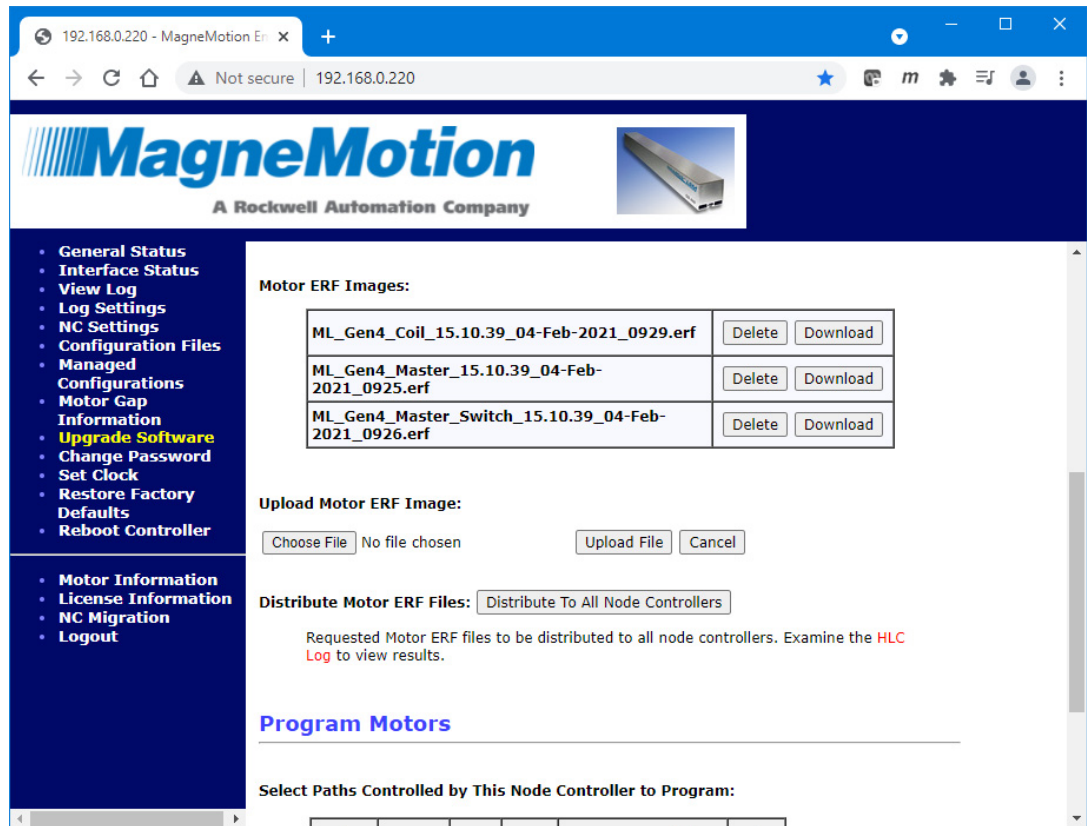 192.168.0.220 - MagneMotion En
Not secure | 192.168.0.220
MagneMotion
A Rockwell Automation Company
General Status
Interface Status
View Log
Log Settings
NC Settings
Configuration Files
Managed
Configurations
Motor Gap
Information
Upgrade Software
Change Password
Set Clock
Restore Factory
Defaults
Reboot Controller
Motor Information
License Information
NC Migration
Logout
Motor ERF Images:
ML_Gen4_Coil_15.10.39_04-Feb-2021_0929.erf Delete Download
ML_Gen4_Master_15.10.39_04-Feb-
2021_0925.erf Delete Download
ML_Gen4_Master_Switch_15.10.39_04-Feb-
2021_0926.erf Delete Download
Upload Motor ERF Image:
Choose File No file chosen Upload File Cancel
Distribute Motor ERF Files: Distribute To All Node Controllers
Requested Motor ERF files to be distributed to all node controllers. Examine the HLC
Log to view results.
Program Motors
Select Paths Controlled by This Node Controller to Program: